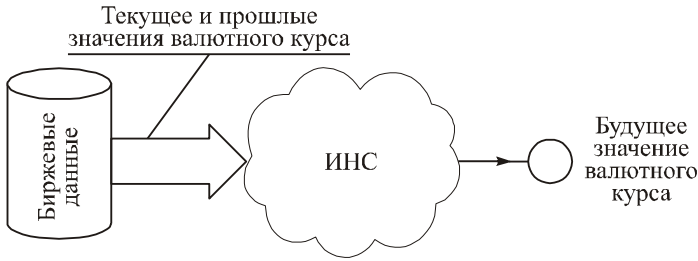 Текущее и прошлые
значения валютного курса
Биржевые
данные
ИНС
Будущее
значение
валютного
курса